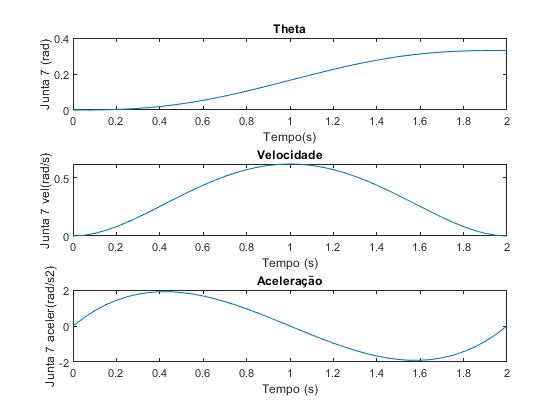 Theta
Junta 7 (rad)
0.4
0.2
0
0 0.2 0.4 0.6 0.8 1 1.2 1.4 1.6 1.8 2
Tempo(s)
Velocidade
Junta 7 vel(rad/s)
0.5
0
0 0.2 0.4 0.6 0.8 1 1.2 1.4 1.6 1.8 2
Tempo (s)
Aceleração
Junta 7 aceler(rad/s2)
2
0
-2
0 0.2 0.4 0.6 0.8 1 1.2 1.4 1.6 1.8 2
Tempo (s)